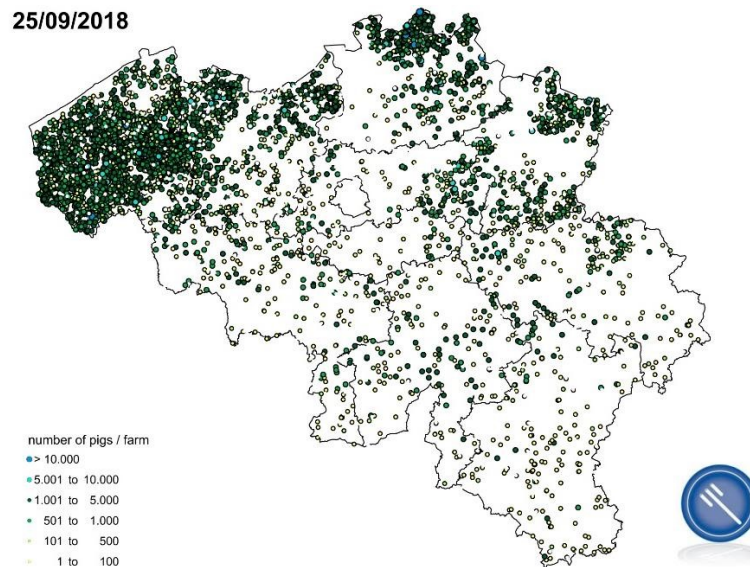 25/09/2018
number of pigs / farm
> 10.000
5.001 to 10.000
1.001 to 5.000
501 to 1.000
101 to 500
1 to 100